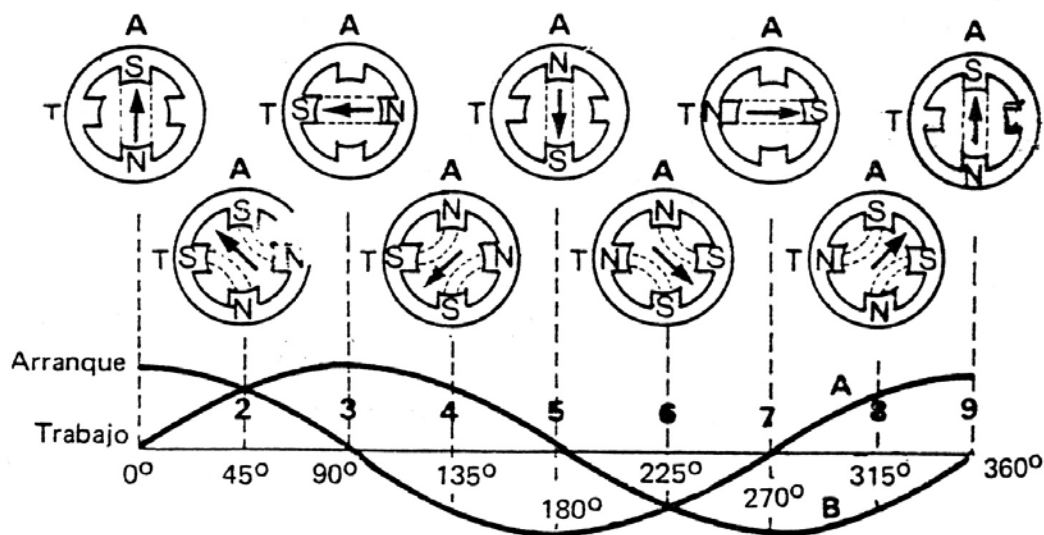 A A A A A
S N S
T S N T T N S T
N S N
A A A A
S N N S
T S N T S N T N S T N S
N S S N
Arranque A
2 3 4 5 6 7 8 9
Trabajo
0º 45º 90º 135º 180º 225º 270º 315º 360º
B